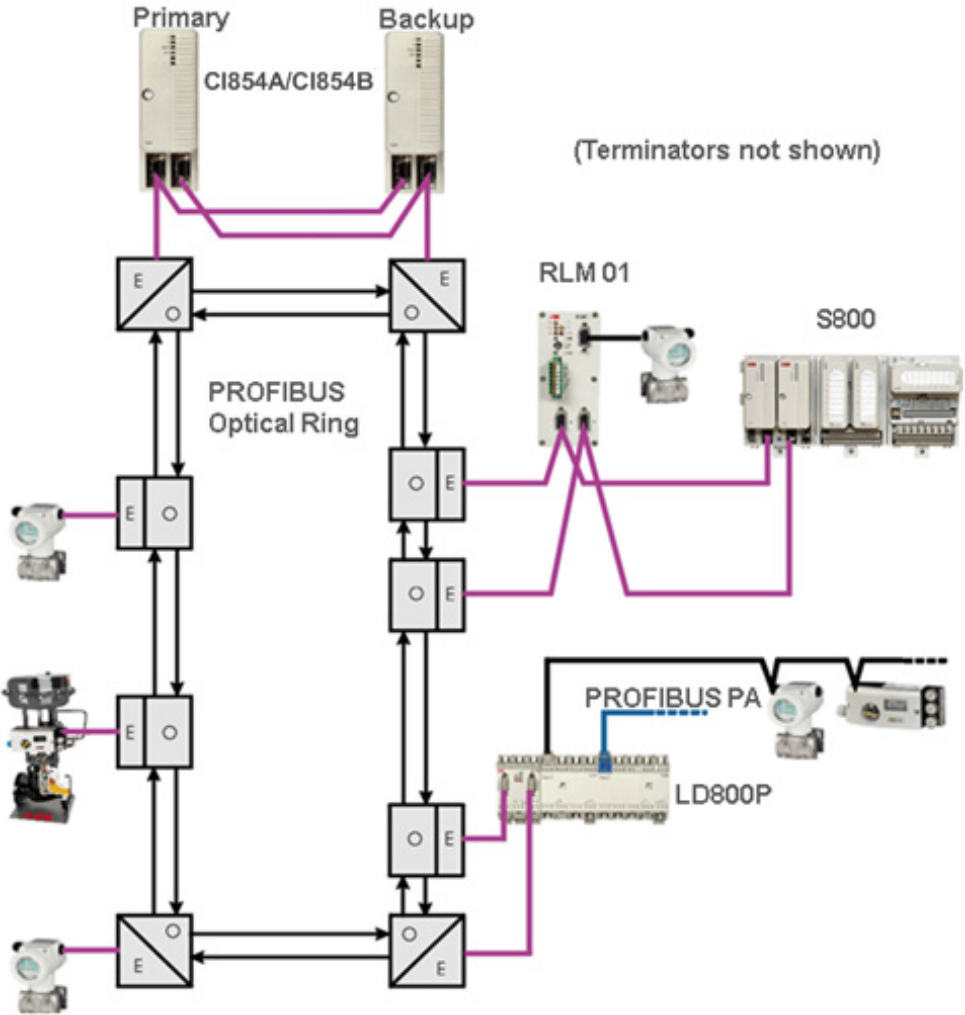 Primary
Backup
CI854A/CI854B
(Terminators not shown)
E
O
E
O
RLM 01
S800
PROFIBUS
Optical Ring
O
E
E
O
O
E
PROFIBUS PA
E
O
LD800P
O
E
O
E
O
E